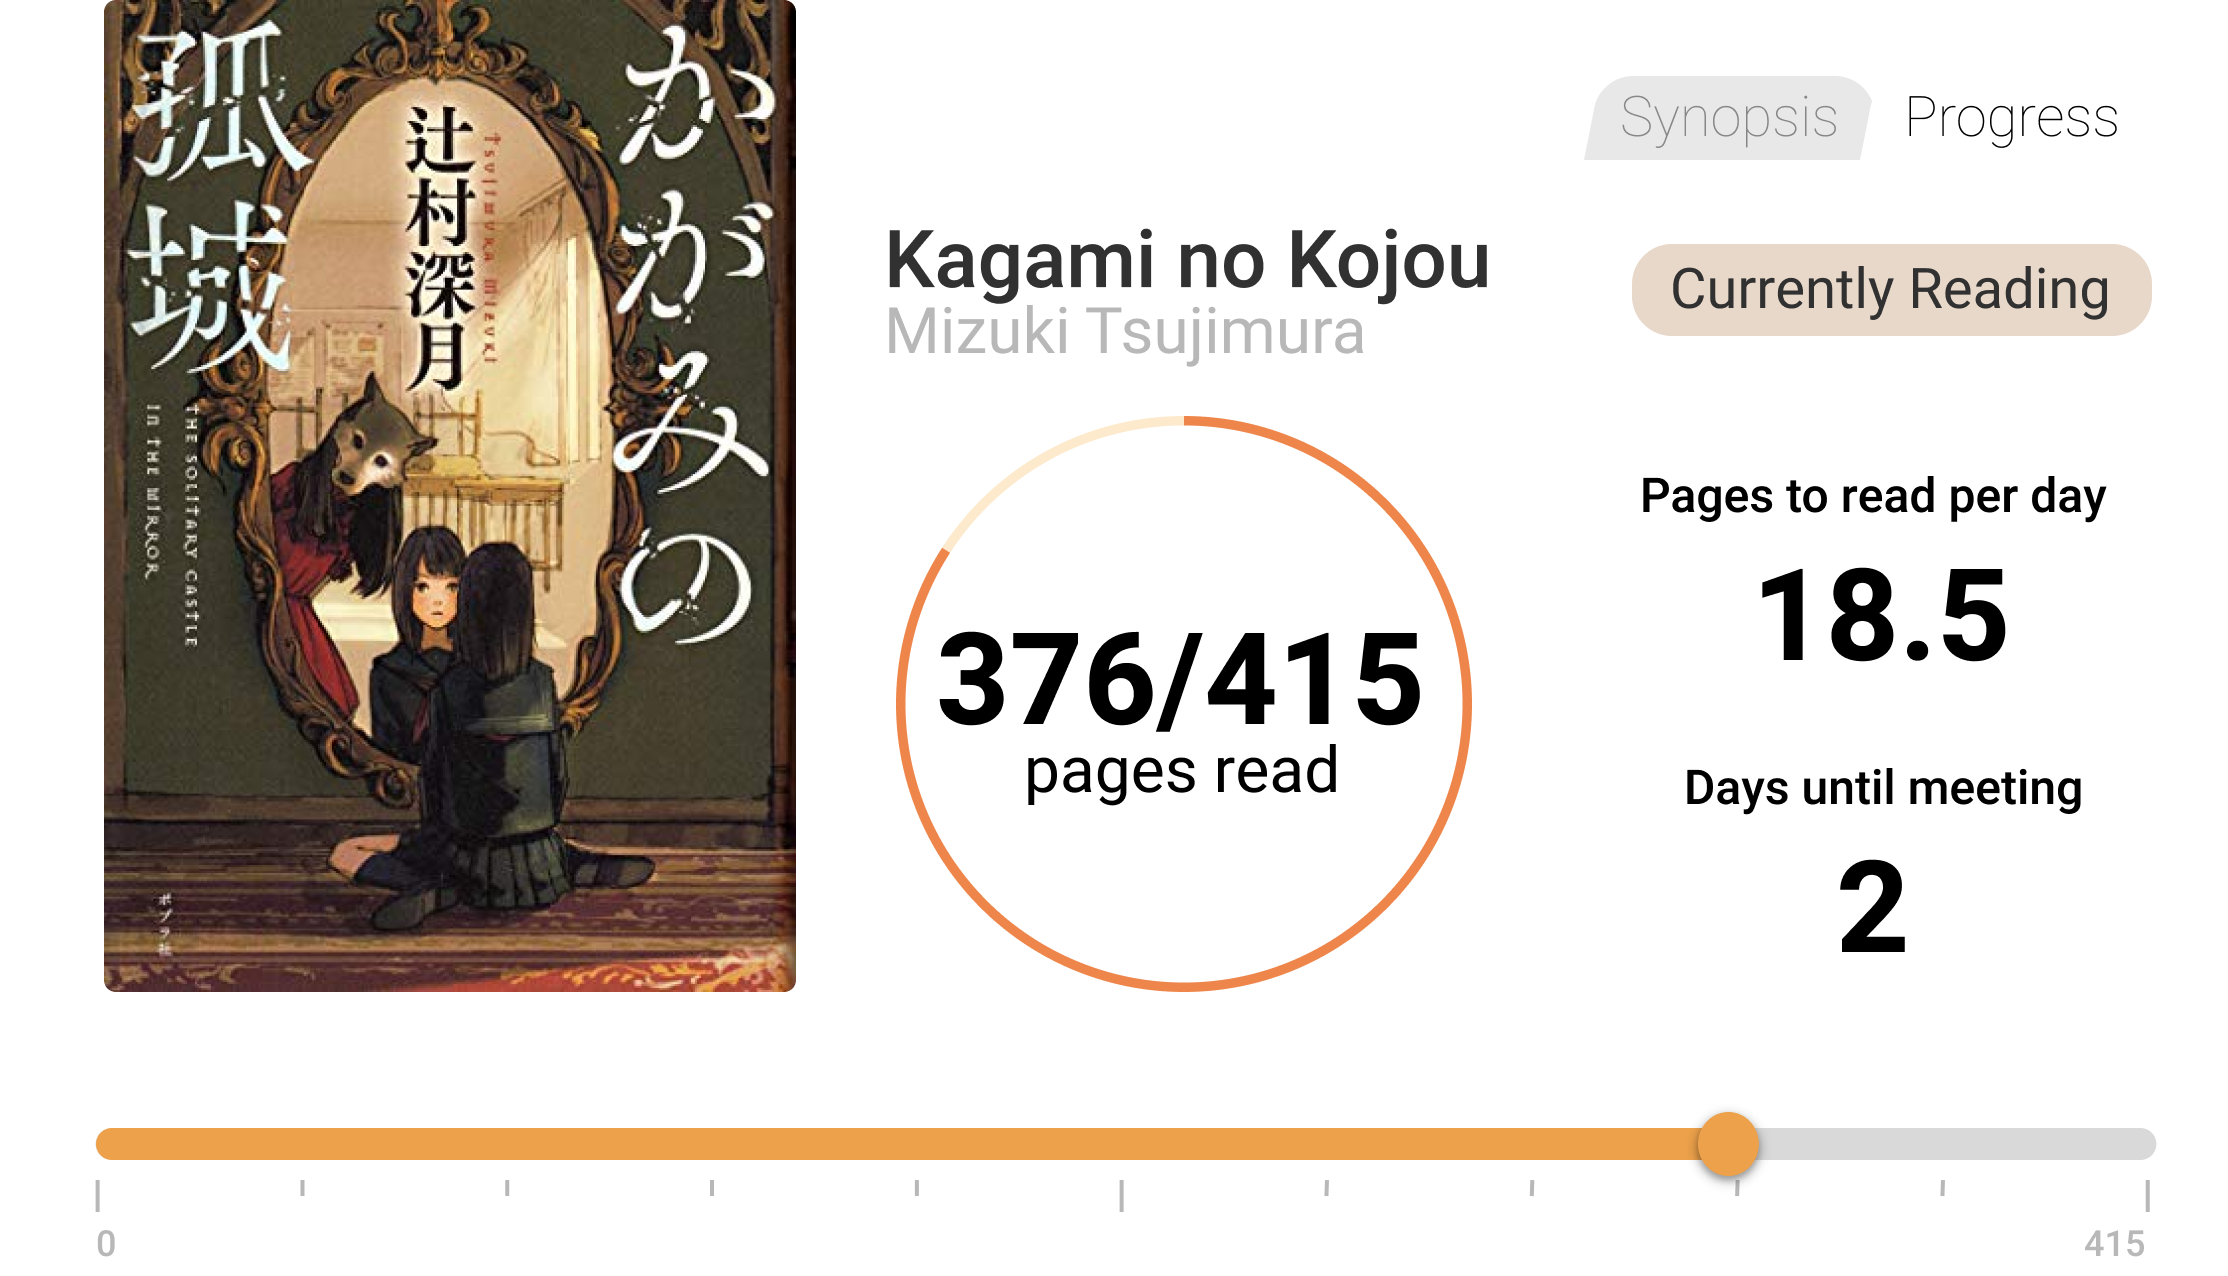 かがみの
孤城
辻村深月
Tsujimura Mizuki
THE SOLITARY CASTLE
IN THE MIRROR
ポプラ社
Synopsis
Progress
Kagami no Kojou
Mizuki Tsujimura
Currently Reading
376/415
pages read
Pages to read per day
18.5
Days until meeting
2
0
415